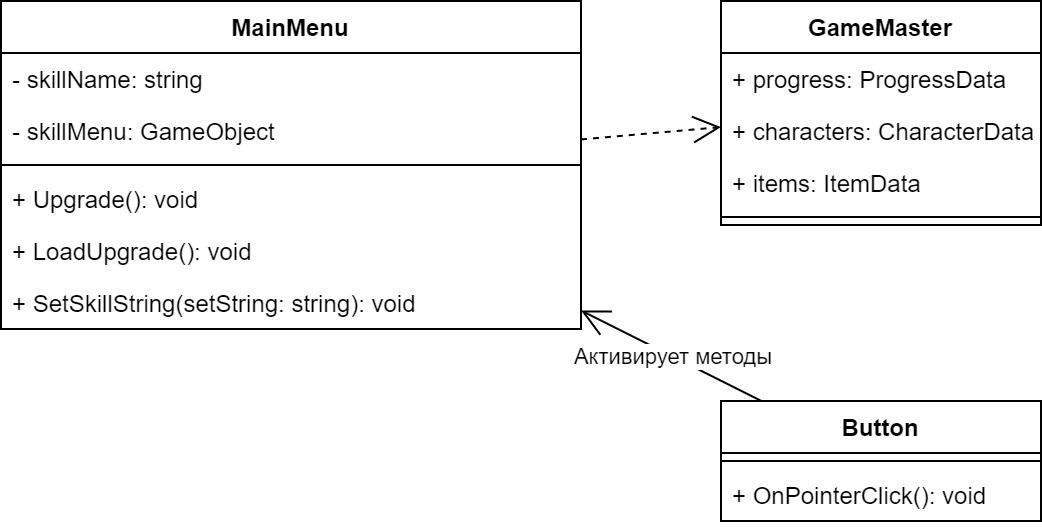 MainMenu
- skillName: string
- skillMenu: GameObject
+ Upgrade(): void
+ LoadUpgrade(): void
+ SetSkillString(setString: string): void
GameMaster
+ progress: ProgressData
+ characters: CharacterData
+ items: ItemData
Активирует методы
Button
+ OnPointerClick(): void